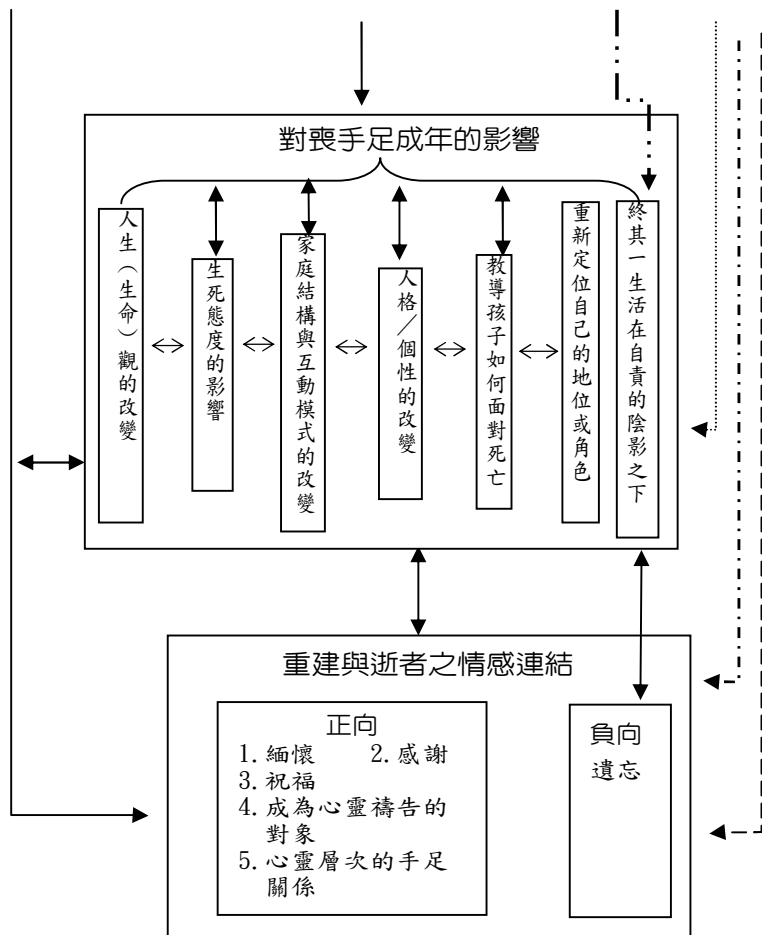 對喪手足成年的影響
人生（生命）觀的改變
生死態度的影響
家庭結構與互動模式的改變
人格／個性的改變
教導孩子如何面對死亡
重新定位自己的地位或角色
終其一生活在自責的陰影之下
重建與逝者之情感連結
正向
1.緬懷 2.感謝
3.祝福
4.成為心靈禱告的
對象
5.心靈層次的手足
關係
負向
遺忘